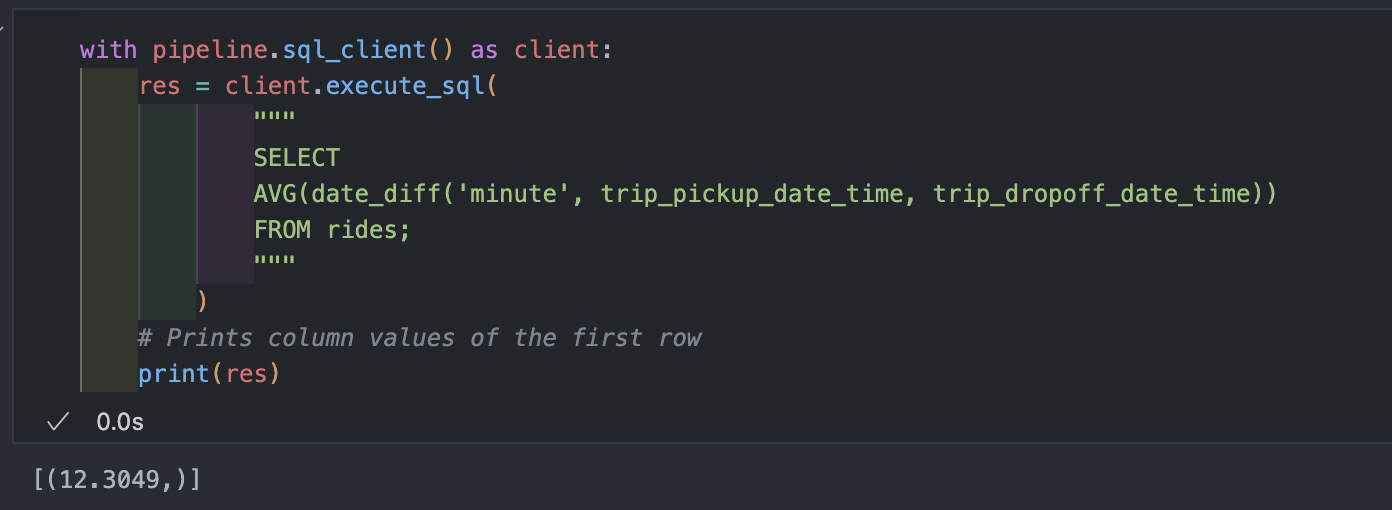 with pipeline.sql_client() as client:
    res = client.execute_sql(
            """
            SELECT
            AVG(date_diff('minute', trip_pickup_date_time, trip_dropoff_date_time))
            FROM rides;
            """
        )
    # Prints column values of the first row
    print(res)
✓ 0.0s
[(12.3049,)]